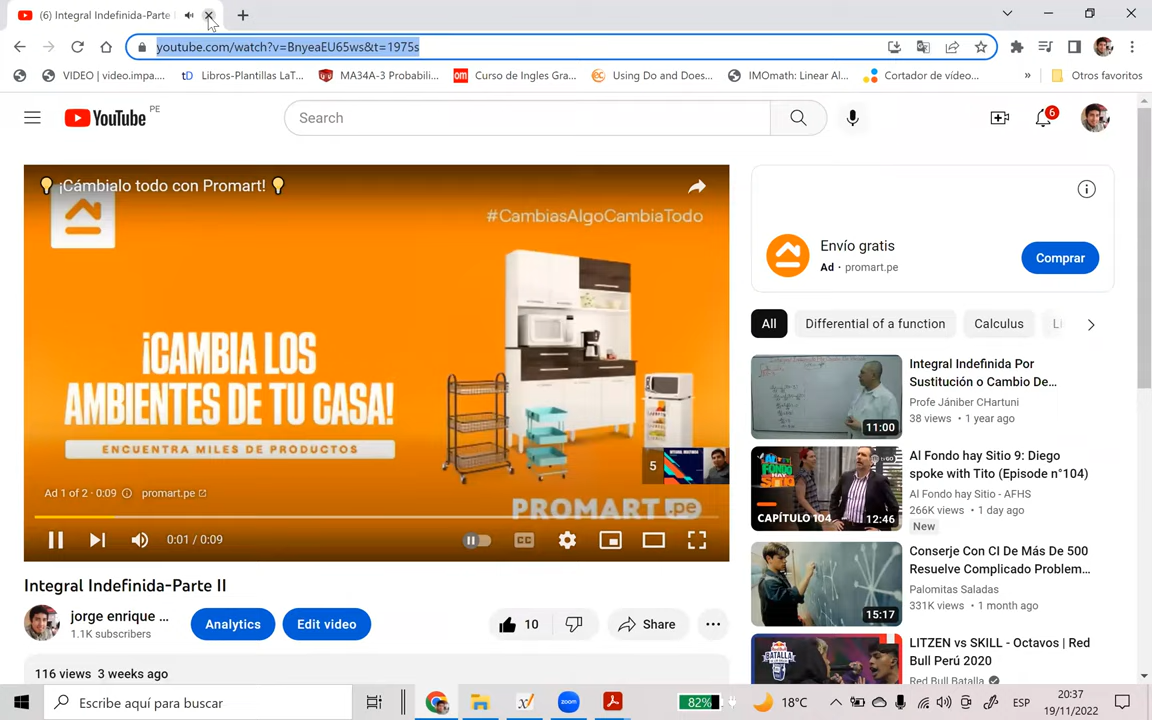 (6) Integral Indefinida-Parte
youtube.com/watch?v=BnyeaEU65ws&t=1975s
VIDEO | video.impa....
tD Libros-Plantillas LaT...
MA34A-3 Probabili...
om Curso de Ingles Gra...
Using Do and Does...
IMOmath: Linear Al...
Cortador de vídeo...
»
Otros favoritos
YouTube PE
Search
6
¡Cámbialo todo con Promart!
#CambiasAlgoCambiaTodo
¡CAMBIA LOS
AMBIENTES DE TU CASA!
ENCUENTRA MILES DE PRODUCTOS
5
Ad 1 of 2 · 0:09 promart.pe
PROMART.pe
0:01 / 0:09
CC
Integral Indefinida-Parte II
jorge enrique ...
1.1K subscribers
Analytics
Edit video
10
Share
116 views 3 weeks ago
Envío gratis
Ad · promart.pe
Comprar
All
Differential of a function
Calculus
Integral Indefinida Por
Sustitución o Cambio De...
Profe Jániber CHartuni
38 views • 1 year ago
11:00
Al Fondo hay Sitio 9: Diego
spoke with Tito (Episode n°104)
Al Fondo hay Sitio - AFHS
266K views • 1 day ago
New
CAPÍTULO 104
12:46
Conserje Con CI De Más De 500
Resuelve Complicado Problem...
Palomitas Saladas
331K views • 1 month ago
15:17
LITZEN vs SKILL - Octavos | Red
Bull Perú 2020
Red Bull Batalla
Escribe aquí para buscar
zoom
82%
18°C
ESP
20:37
19/11/2022